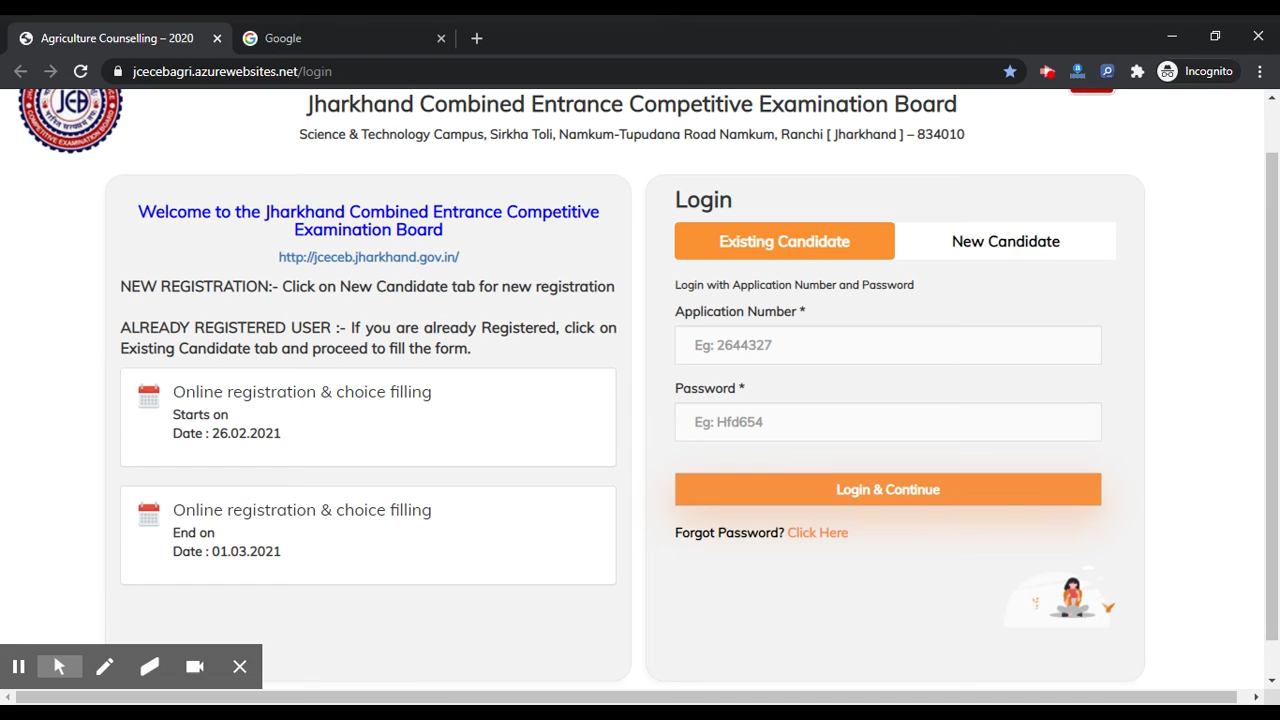 Agriculture Counselling – 2020
Google
jcecebagri.azurewebsites.net/login
Incognito
Jharkhand Combined Entrance Competitive Examination Board
Science & Technology Campus, Sirkha Toli, Namkum-Tupudana Road Namkum, Ranchi [ Jharkhand ] – 834010
Welcome to the Jharkhand Combined Entrance Competitive
Examination Board
http://jceceb.jharkhand.gov.in/
NEW REGISTRATION:- Click on New Candidate tab for new registration
ALREADY REGISTERED USER :- If you are already Registered, click on
Existing Candidate tab and proceed to fill the form.
Online registration & choice filling
Starts on
Date : 26.02.2021
Online registration & choice filling
End on
Date : 01.03.2021
Login
Existing Candidate
New Candidate
Login with Application Number and Password
Application Number *
Eg: 2644327
Password *
Eg: Hfd654
Login & Continue
Forgot Password? Click Here